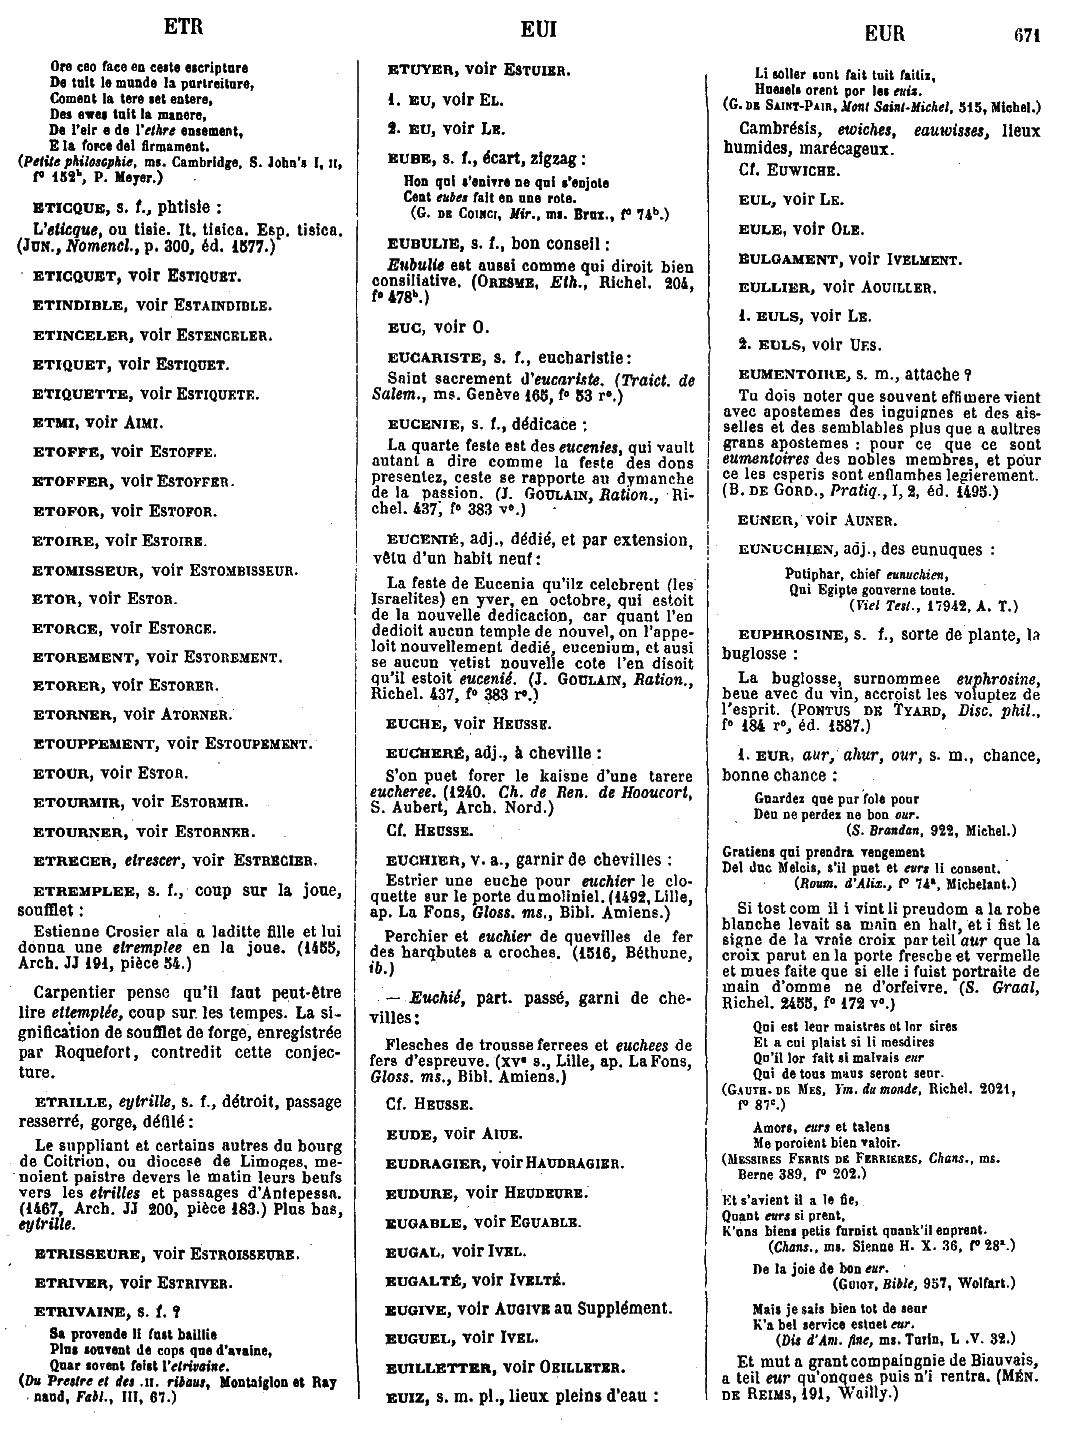 ETR
EUI
EUR 671
Ore ceo face en ceste escripture
De tuit le munde la purtreiture,
Coment la tere set entere,
Des ewes tuit la manere,
De l'eir e de l'ethre ensement,
E la force del firmament.
(Petite philosophie, ms. Cambridge, S. John's I, II,
f° 152b, P. Meyer.)
ETICQUE, s. f., phtisie :
L'eticque, ou tisie. It. tisica. Esp. tisica.
(JUN., Nomencl., p. 300, éd. 1577.)
ETICQUET, voir ESTIQUET.
ETINDIBLE, voir ESTAINDIBLE.
ETINCELER, voir ESTENCELER.
ETIQUET, voir ESTIQUET.
ETIQUETTE, voir ESTIQUETE.
ETMI, voir AIMI.
ETOFFE, voir ESTOFFE.
ETOFFER, voir ESTOFFER.
ETOFOR, voir ESTOFOR.
ETOIRE, voir ESTOIRE.
ETOMISSEUR, voir ESTOMBISSEUR.
ETOR, voir ESTOR.
ETORCE, voir ESTORCE.
ETOREMENT, voir ESTOREMENT.
ETORER, voir ESTORER.
ETORNER, voir ATORNER.
ETOUPPEMENT, voir ESTOUPEMENT.
ETOUR, voir ESTOR.
ETOURMIR, voir ESTORMIR.
ETOURNER, voir ESTORNER.
ETRECER, etrescer, voir ESTRECIER.
ETREMPLEE, s. f., coup sur la joue,
soufflet :
Estienne Crosier ala a laditte fille et lui
donna une etremplee en la joue. (1455,
Arch. JJ 191, pièce 54.)
Carpentier pense qu'il faut peut-être
lire ettemplée, coup sur les tempes. La si-
gnification de soufflet de forge, enregistrée
par Roquefort, contredit cette conjec-
ture.
ETRILLE, eytrille, s. f., détroit, passage
resserré, gorge, défilé :
Le suppliant et certains autres du bourg
de Coitrion, ou diocese de Limoges, me-
noient paistre devers le matin leurs beufs
vers les etrilles et passages d'Antepessa.
(1467, Arch. JJ 200, pièce 183.) Plus bas,
eytrille.
ETRISSEURE, voir ESTROISSEURE.
ETRIVER, voir ESTRIVER.
ETRIVAINE, s. f. ?
Sa provende li fust baillie
Plus souvent de cops que d'avaine,
Quar sovent feist l'etrivaine.
(Du Prestre et des .II. ribaus, Montaiglon et Ray
naud, Fabl., III, 67.)
ETUYER, voir ESTUIER.
1. EU, voir EL.
2. EU, voir LE.
EUBE, s. f., écart, zigzag :
Hon qui s'enivre ne qui s'enjote
Cent eubes fait en une rote.
(G. DE COINCI, Mir., ms. Brux., f° 74b.)
EUBULIE, s. f., bon conseil :
Eubulie est aussi comme qui diroit bien
consiliative. (ORESME, Eth., Richel. 204,
f° 478b.)
EUC, voir O.
EUCARISTE, s. f., eucharistie :
Saint sacrement d'eucariste. (Traict. de
Salem., ms. Genève 165, f° 53 r°.)
EUCENIE, s. f., dédicace :
La quarte feste est des eucenies, qui vault
autant a dire comme la feste des dons
presentez, ceste se rapporte au dymanche
de la passion. (J. GOULAIN, Ration., Ri-
chel. 437, f° 383 v°.)
EUCENIÉ, adj., dédié, et par extension,
vêtu d'un habit neuf :
La feste de Eucenia qu'ilz celebrent (les
Israelites) en yver, en octobre, qui estoit
de la nouvelle dedicacion, car quant l'en
dedioit aucun temple de nouvel, on l'appe-
loit nouvellement dedié, eucenium, et ausi
se aucun vetist nouvelle cote l'en disoit
qu'il estoit eucenié. (J. GOULAIN, Ration.,
Richel. 437, f° 383 r°.)
EUCHE, voir HEUSSE.
EUCHERÉ, adj., à cheville :
S'on puet forer le kaisne d'une tarere
eucheree. (1240. Ch. de Ren. de Hooucort,
S. Aubert, Arch. Nord.)
Cf. HEUSSE.
EUCHIER, v. a., garnir de chevilles :
Estrier une euche pour euchier le clo-
quette sur le porte du moliniel. (1492, Lille,
ap. La Fons, Gloss. ms., Bibl. Amiens.)
Perchier et euchier de quevilles de fer
des harqbutes a croches. (1516, Béthune,
ib.)
— Euchié, part. passé, garni de che-
villes :
Flesches de trousse ferrees et euchees de
fers d'espreuve. (XVe s., Lille, ap. La Fons,
Gloss. ms., Bibl. Amiens.)
Cf. HEUSSE.
EUDE, voir AIUE.
EUDRAGIER, voir HAUDRAGIER.
EUDURE, voir HEUDEURE.
EUGABLE, voir EGUABLE.
EUGAL, voir IVEL.
EUGALTÉ, voir IVELTÉ.
EUGIVE, voir AUGIVE au Supplément.
EUGUEL, voir IVEL.
EUILLETTER, voir OEILLETER.
EUIZ, s. m. pl., lieux pleins d'eau :
Li soller sunt fait tuit faitiz,
Huesels orent por les euiz.
(G. DE SAINT-PAIR, Mont Saint-Michel, 515, Michel.)
Cambrésis, ewiches, eauwisses, lieux
humides, marécageux.
Cf. EUWICHE.
EUL, voir LE.
EULE, voir OLE.
EULGAMENT, voir IVELMENT.
EULLIER, voir AOUILLER.
1. EULS, voir LE.
2. EULS, voir UES.
EUMENTOIRE, s. m., attache ?
Tu dois noter que souvent effimere vient
avec apostemes des inguignes et des ais-
selles et des semblables plus que a aultres
grans apostemes : pour ce que ce sont
eumentoires des nobles membres, et pour
ce les esperis sont enflambes legierement.
(B. DE GORD., Pratiq., I, 2, éd. 1495.)
EUNER, voir AUNER.
EUNUCHIEN, adj., des eunuques :
Putiphar, chief eunuchien,
Qui Egipte gouverne toute.
(Viel Test., 17942, A. T.)
EUPHROSINE, s. f., sorte de plante, la
buglosse :
La buglosse, surnommee euphrosine,
beue avec du vin, accroist les voluptez de
l'esprit. (PONTUS DE TYARD, Disc. phil.,
f° 184 r°, éd. 1587.)
1. EUR, aur, ahur, our, s. m., chance,
bonne chance :
Guardez que pur fole pour
Deu ne perdez ne bon our.
(S. Brandan, 922, Michel.)
Gratiens qui prendra vengement
Del duc Melcis, s'il puet et eurs li consent.
(Roum. d'Alix., f° 74a, Michelant.)
Si tost com il i vint li preudom a la robe
blanche levait sa main en halt, et i fist le
signe de la vraie croix par teil aur que la
croix parut en la porte fresche et vermelle
et mues faite que si elle i fuist portraite de
main d'omme ne d'orfeivre. (S. Graal,
Richel. 2455, f° 172 v°.)
Qui est leur maistres et lor sires
Et a cui plaist si li mesdires
Qu'il lor fait si malvais eur
Qui de tous maus seront seur.
(GAUTH. DE MES, Ym. du monde, Richel. 2021,
f° 87c.)
Amors, eurs et talens
Me poroient bien valoir.
(MESSIRES FERRIS DE FERRIERES, Chans., ms.
Berne 389, f° 202.)
Et s'avient il a le fie,
Quant eurs si prent,
K'uns biens petis furnist quank'il enprent.
(Chans., ms. Sienne H. X. 36, f° 28a.)
De la joie de bon eur.
(GUIOT, Bible, 957, Wolfart.)
Mais je sais bien tot de seur
K'a bel service estuet eur.
(Dis d'Am. fine, ms. Turin, L .V. 32.)
Et mut a grant compaingnie de Biauvais,
a teil eur qu'onques puis n'i rentra. (MÉN.
DE REIMS, 191, Wailly.)